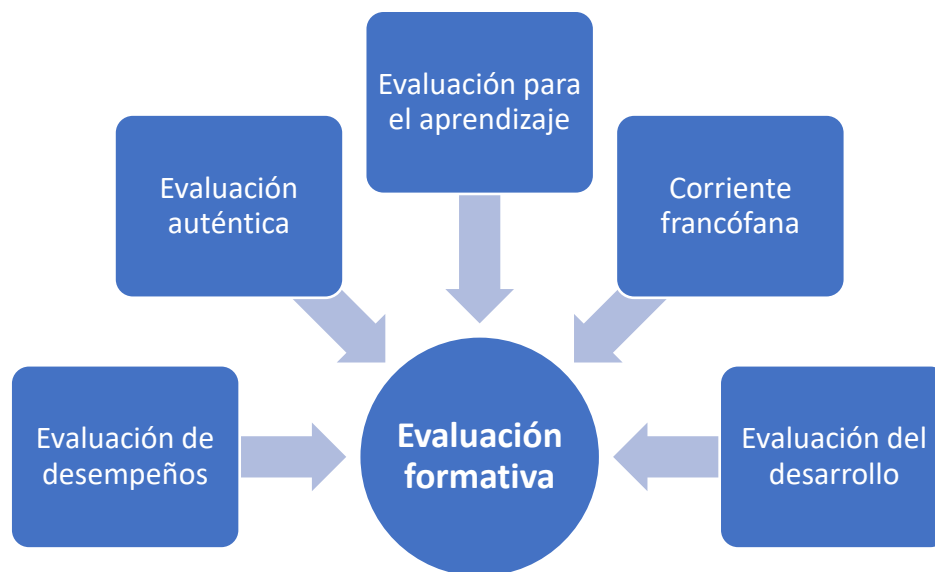 Evaluación para
el aprendizaje
Evaluación
auténtica
Corriente
francófana
Evaluación de
desempeños
Evaluación
formativa
Evaluación del
desarrollo